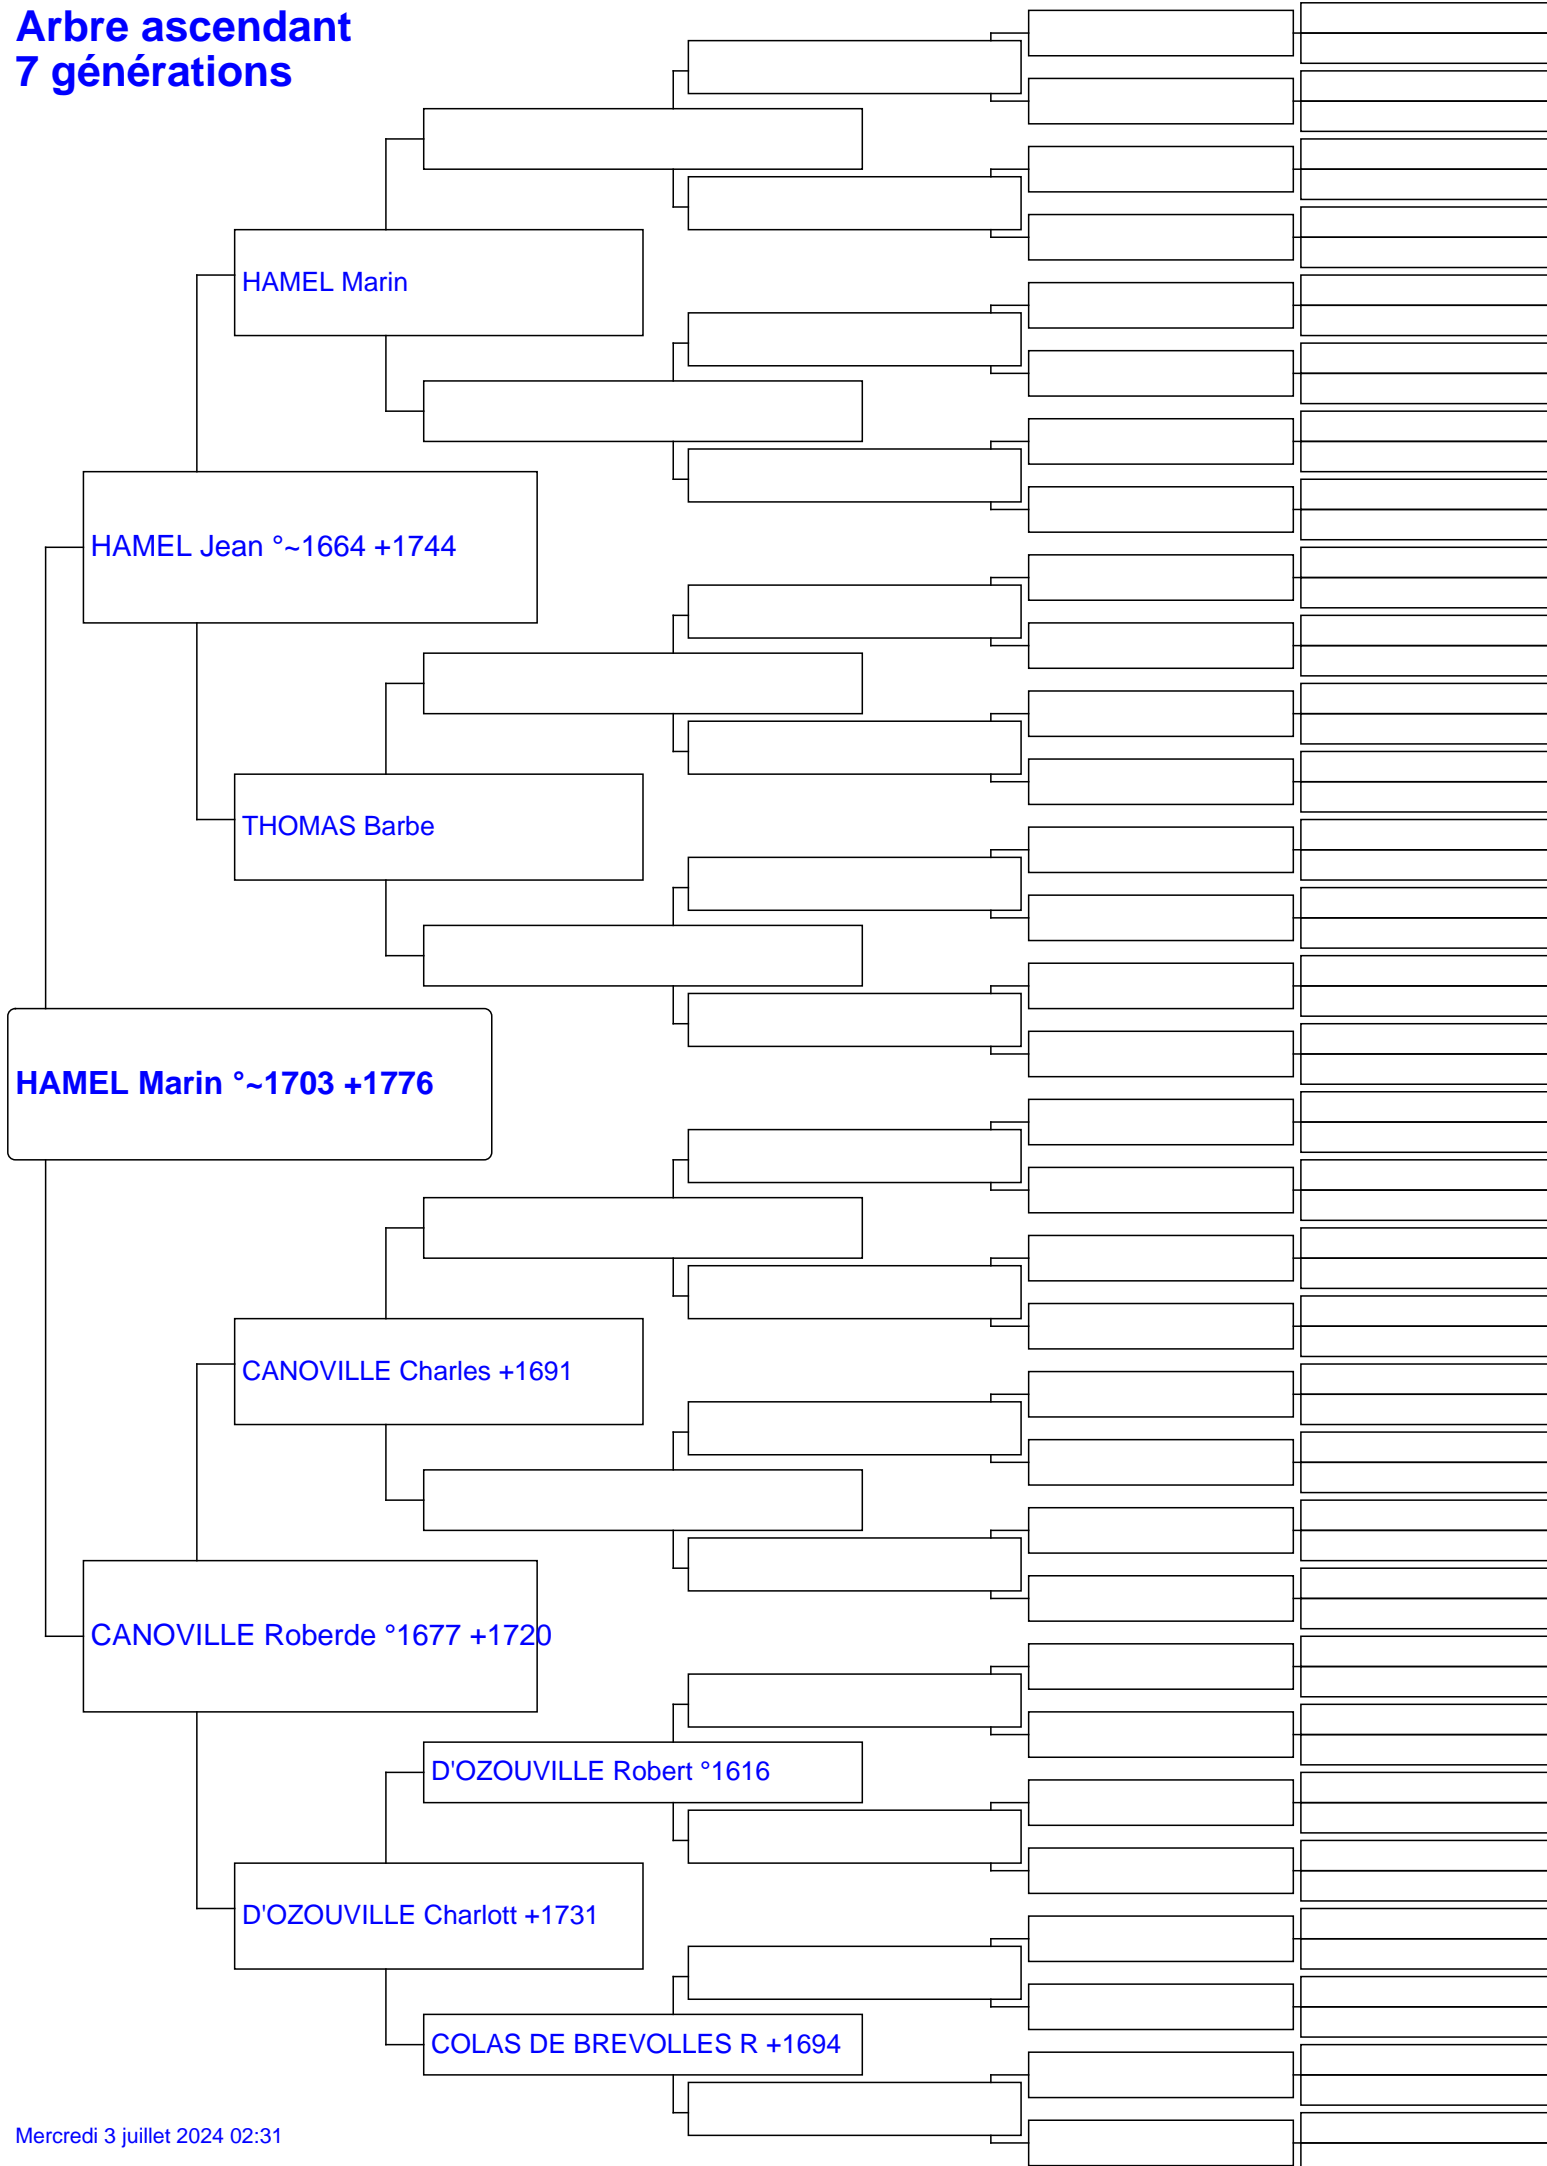 Arbre ascendant
7 générations
HAMEL Marin
HAMEL Jean °~1664 +1744
THOMAS Barbe
HAMEL Marin °~1703 +1776
CANOVILLE Charles +1691
CANOVILLE Roberde °1677 +1720
D'OZOUVILLE Robert °1616
D'OZOUVILLE Charlott +1731
COLAS DE BREVOLLES R +1694
Mercredi 3 juillet 2024 02:31